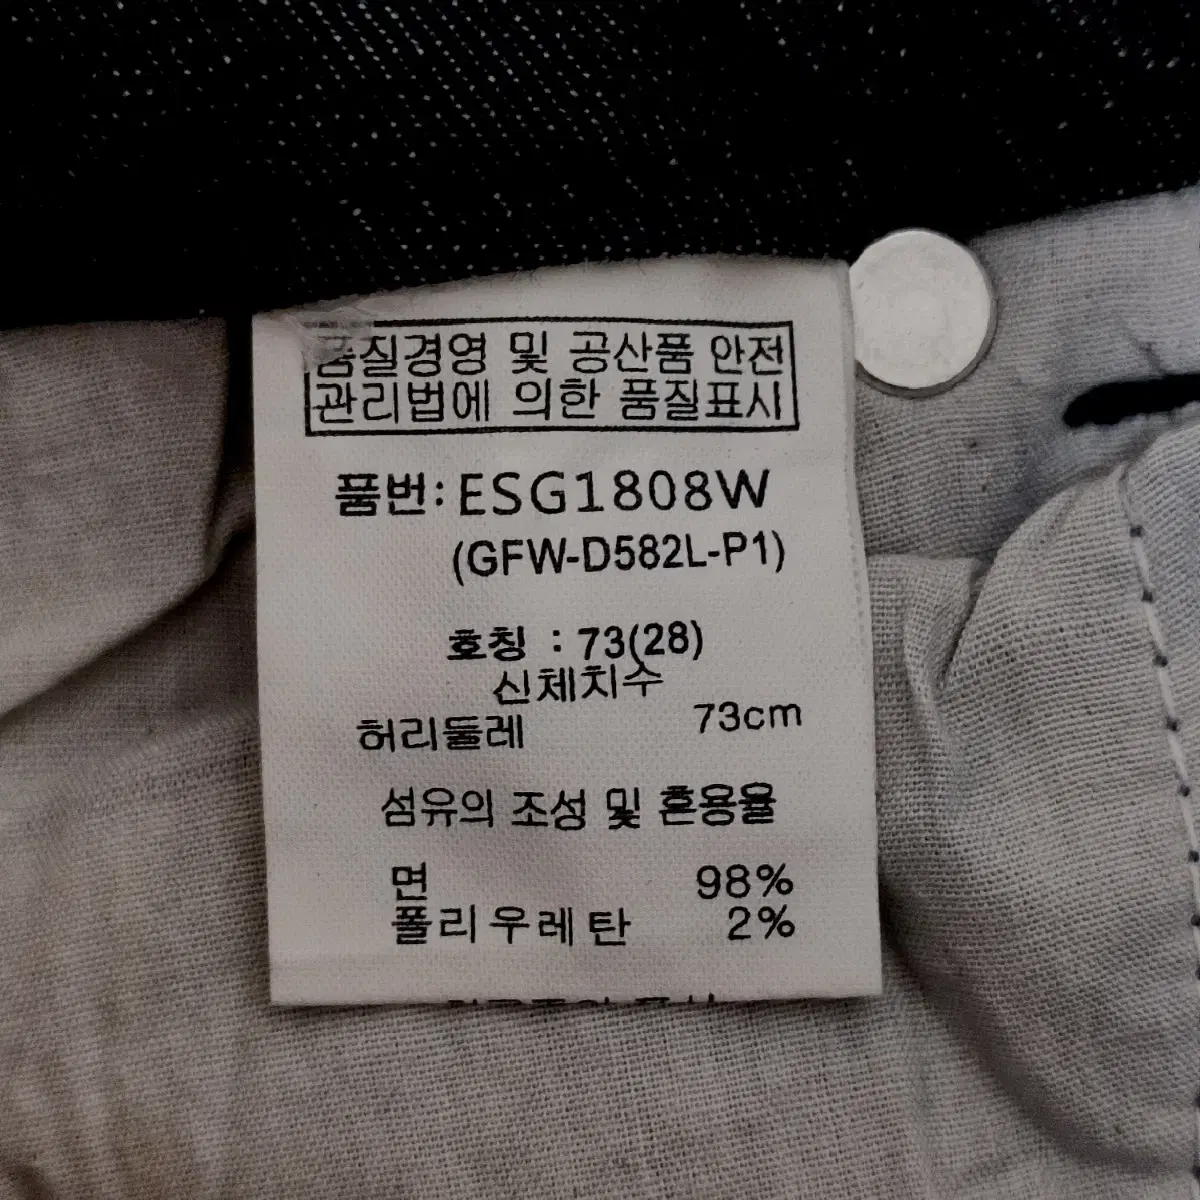 품질경영 및 공산품 안전
관리법에 의한 품질표시
품번: ESG1808W
(GFW-D582L-P1)
호칭 : 73(28)
신체치수
허리둘레 73cm
섬유의 조성 및 혼용율
면 98%
폴리우레탄 2%